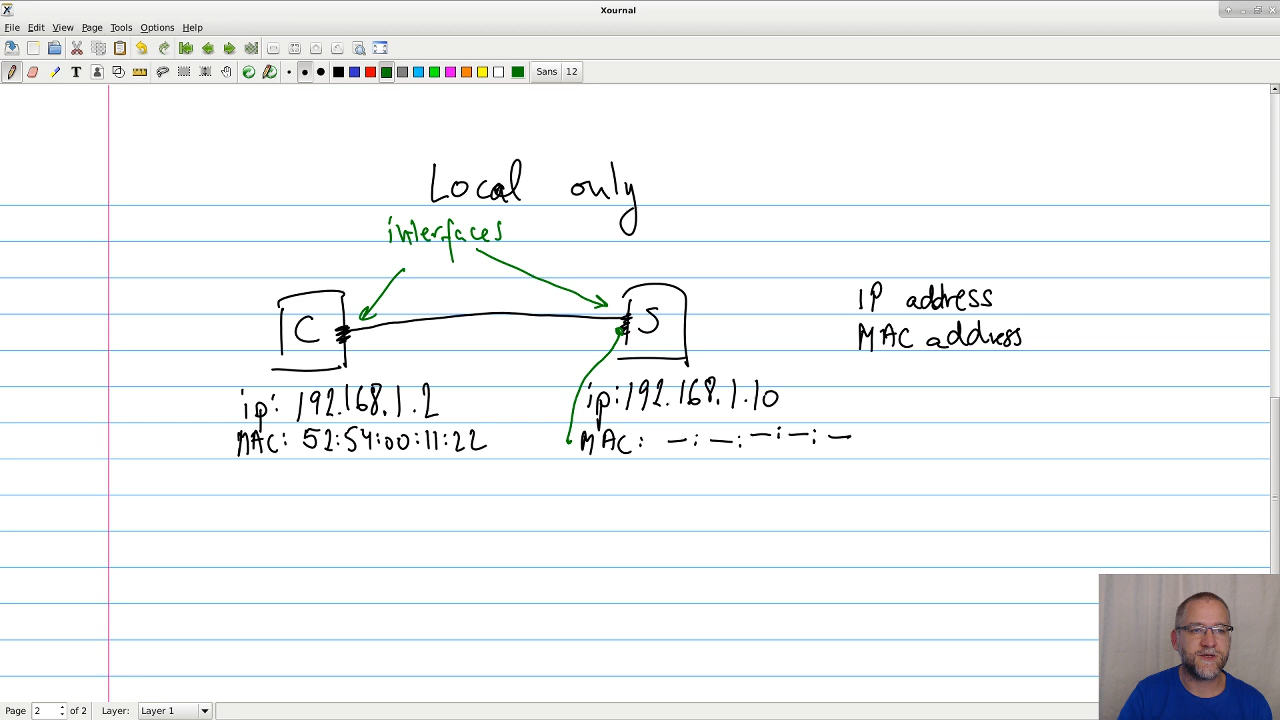 Xournal
File Edit View Page Tools Options Help
Sans 12
Local only
interfaces
C
S
IP address
MAC address
ip: 192.168.1.2
ip:192.168.1.10
MAC: 52:54:00:11:22
MAC: _:_:_:_:_
Page 2 of 2 Layer: Layer 1